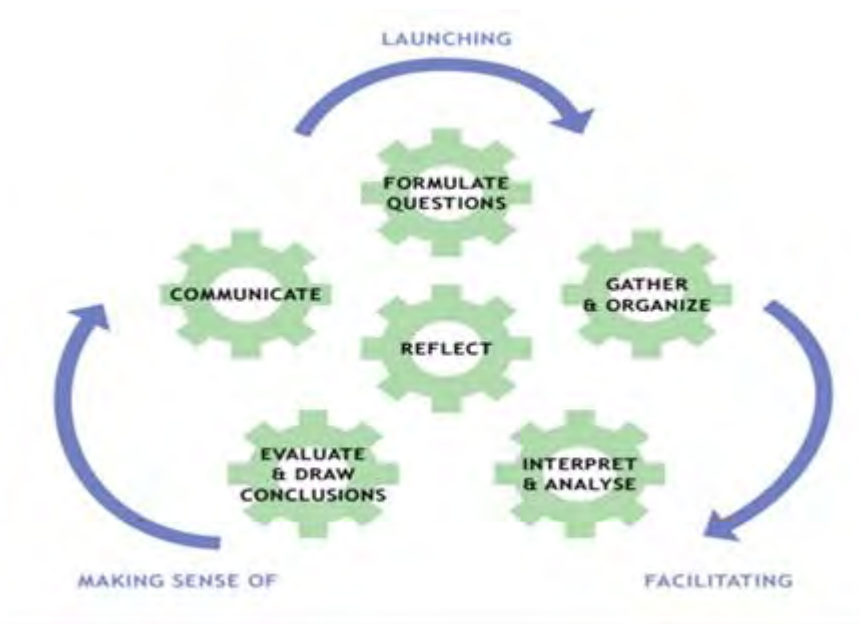 LAUNCHING
FORMULATE
QUESTIONS
COMMUNICATE
GATHER
& ORGANIZE
REFLECT
EVALUATE
& DRAW
CONCLUSIONS
INTERPRET
& ANALYSE
MAKING SENSE OF
FACILITATING